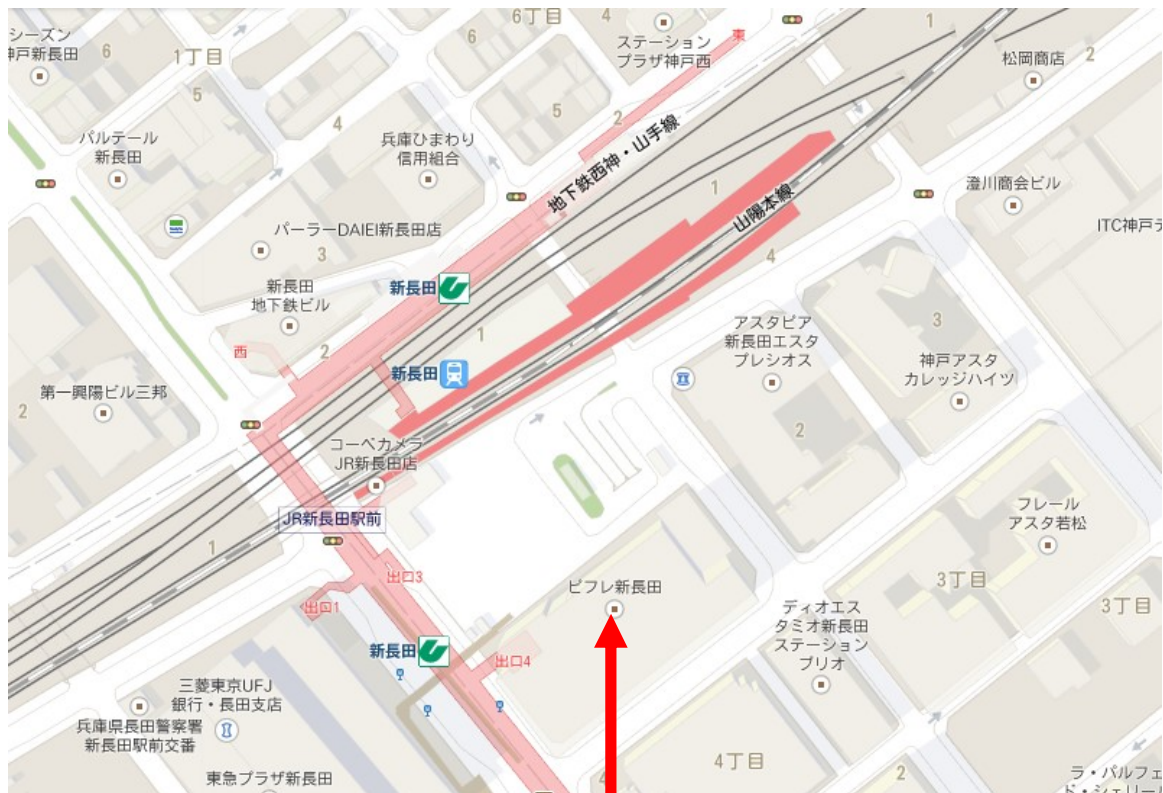 シーズン
神戸新長田
6
1丁目
6
6丁目
4
ステーション
プラザ神戸西
東
1
松岡商店
2
5
4
5
2
パルテール
新長田
兵庫ひまわり
信用組合
地下鉄西神・山手線
1
山陽本線
澄川商会ビル
ITC神戸
パーラーDAIEI新長田店
3
新長田
地下鉄ビル
新長田
4
西
2
1
新長田
アスタピア
新長田エスタ
プレシオス
3
神戸アスタ
カレッジハイツ
第一興陽ビル三邦
2
コーベカメラ
JR新長田店
2
フレール
アスタ若松
JR新長田駅前
1
出口3
出口1
ピフレ新長田
3丁目
3丁目
ディオエス
タミオ新長田
ステーション
プリオ
新長田
出口4
三菱東京UFJ
銀行・長田支店
兵庫県長田警察署
新長田駅前交番
東急プラザ新長田
4丁目
2
ラ・パルフェ
ド・シェリール